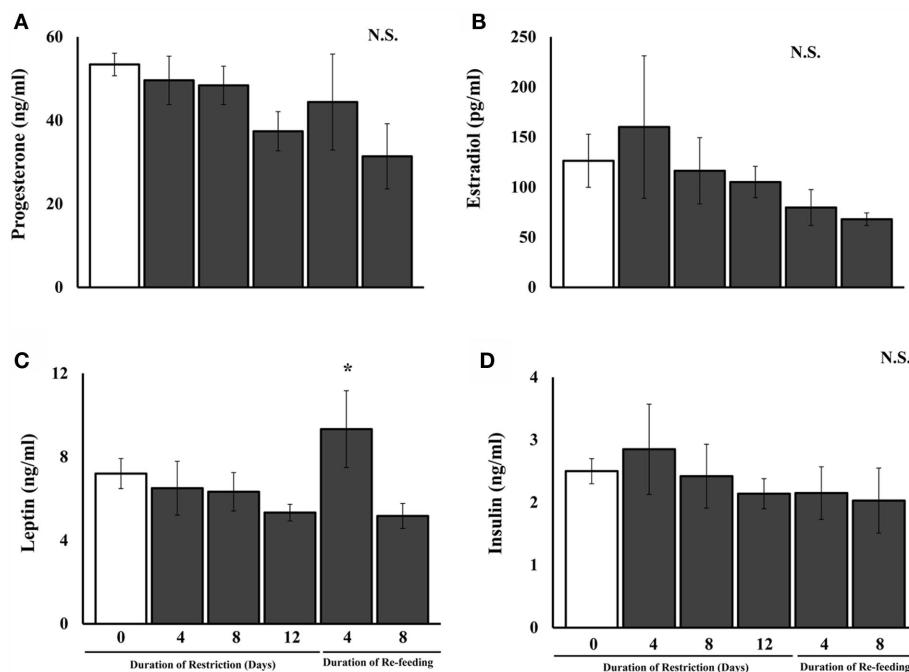 A
N.S.
Progesterone (ng/ml)
60
40
20
0
B
N.S.
Estradiol (pg/ml)
250
200
150
100
50
0
C
*
Leptin (ng/ml)
12
8
4
0
0 4 8 12 4 8
Duration of Restriction (Days) Duration of Re-feeding
D
N.S.
Insulin (ng/ml)
4
3
2
1
0
0 4 8 12 4 8
Duration of Restriction (Days) Duration of Re-feeding